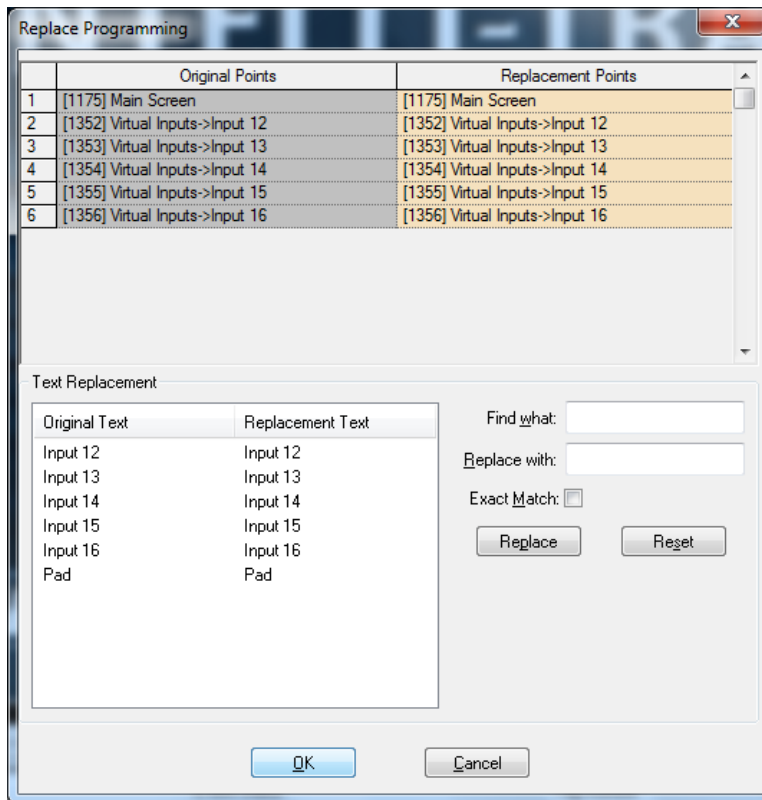 Replace Programming
x
Original Points Replacement Points
1 [1175] Main Screen [1175] Main Screen
2 [1352] Virtual Inputs->Input 12 [1352] Virtual Inputs->Input 12
3 [1353] Virtual Inputs->Input 13 [1353] Virtual Inputs->Input 13
4 [1354] Virtual Inputs->Input 14 [1354] Virtual Inputs->Input 14
5 [1355] Virtual Inputs->Input 15 [1355] Virtual Inputs->Input 15
6 [1356] Virtual Inputs->Input 16 [1356] Virtual Inputs->Input 16
Text Replacement
Original Text Replacement Text
Input 12 Input 12
Input 13 Input 13
Input 14 Input 14
Input 15 Input 15
Input 16 Input 16
Pad Pad
Find what:
Replace with:
Exact Match:
Replace Reset
OK Cancel